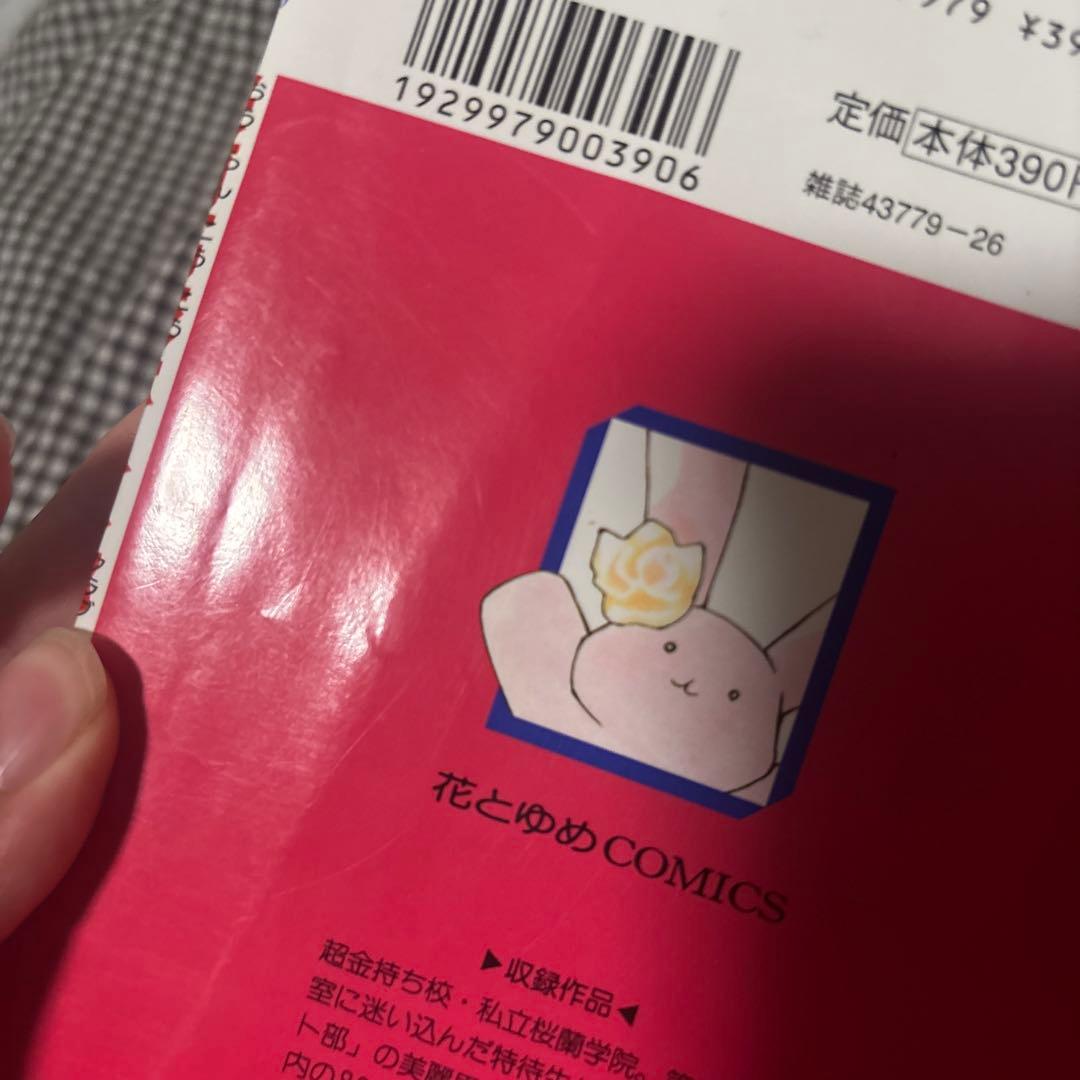 979 ¥39
1929979003906
定価 本体390円
雑誌43779-26
花とゆめCOMICS
▶収録作品◀
超金持ち校・私立桜蘭学院。第
室に迷い込んだ特待生
ト部」の美麗
内の